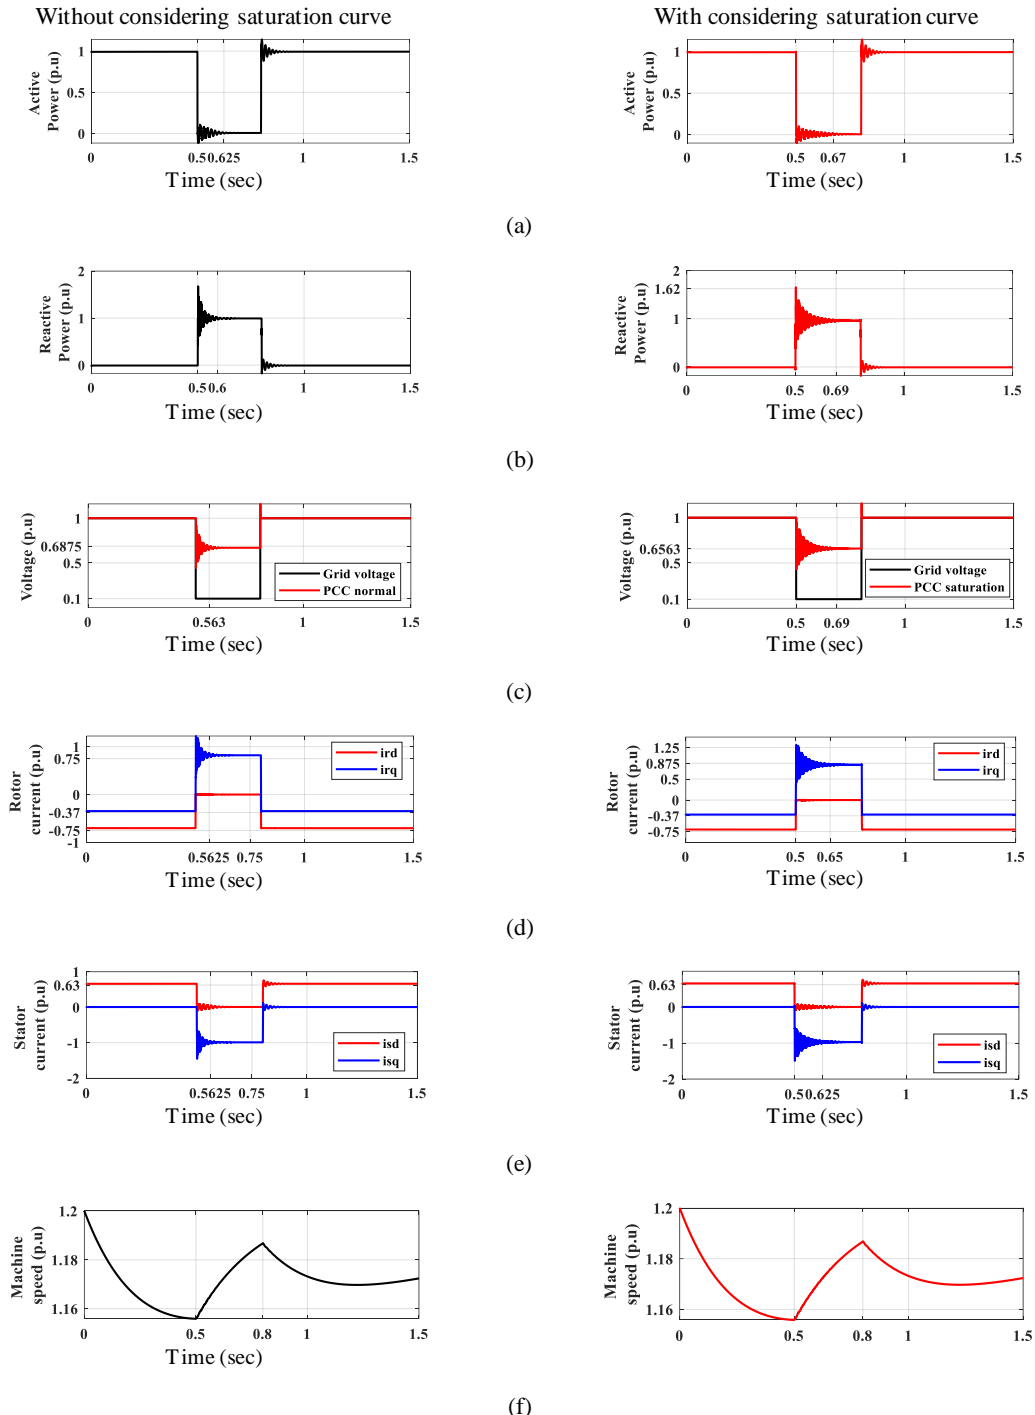 Without considering saturation curve
With considering saturation curve
Active
Power (p.u)
1
0.5
0
0
0.5
0.625
1
1.5
Time (sec)
Active
Power (p.u)
1
0.5
0
0
0.5
0.67
1
1.5
Time (sec)
(a)
Reactive
Power (p.u)
2
1
0
0
0.5
0.6
1
1.5
Time (sec)
Reactive
Power (p.u)
2
1.62
1
0
0
0.5
0.69
1
1.5
Time (sec)
(b)
Voltage (p.u)
1
0.6875
0.5
0.1
Grid voltage
PCC normal
0
0.563
1
1.5
Time (sec)
Voltage (p.u)
1
0.6563
0.5
0.1
Grid voltage
PCC saturation
0
0.5
0.69
1
1.5
Time (sec)
(c)
Rotor
current (p.u)
1
0.75
0
-0.37
-0.75
-1
ird
irq
0
0.5625
0.75
1
1.5
Time (sec)
Rotor
current (p.u)
1.25
0.875
0.5
0
-0.37
-0.75
ird
irq
0
0.5
0.65
1
1.5
Time (sec)
(d)
Stator
current (p.u)
1
0.63
0
-1
-2
isd
isq
0
0.5625
0.75
1
1.5
Time (sec)
Stator
current (p.u)
0.63
0
-1
-2
isd
isq
0
0.5
0.625
1
1.5
Time (sec)
(e)
Machine
speed (p.u)
1.2
1.18
1.16
0
0.5
0.8
1
1.5
Time (sec)
Machine
speed (p.u)
1.2
1.18
1.16
0
0.5
0.8
1
1.5
Time (sec)
(f)